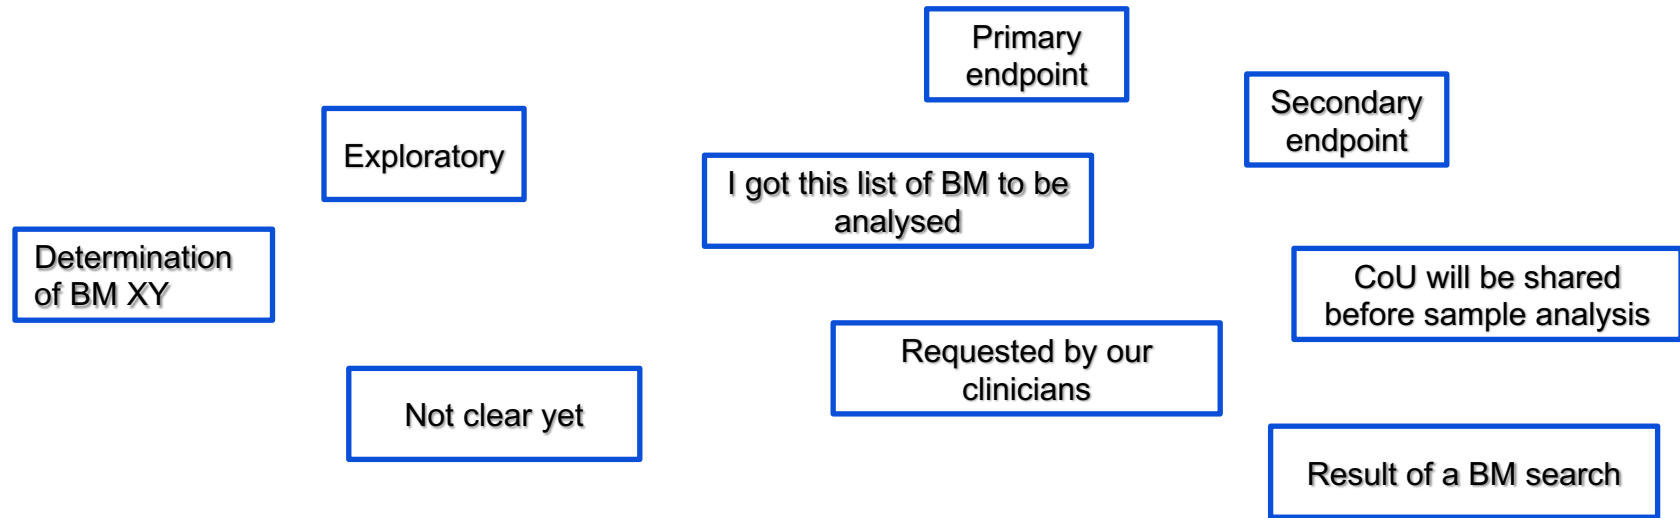 Primary
endpoint
Secondary
endpoint
Exploratory
I got this list of BM to be
analysed
Determination
of BM XY
CoU will be shared
before sample analysis
Requested by our
clinicians
Not clear yet
Result of a BM search